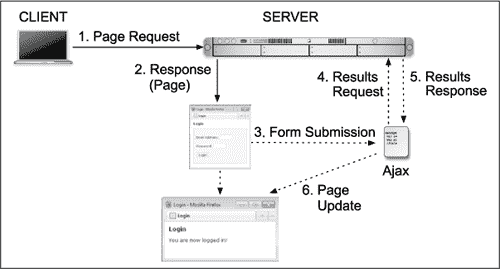 CLIENT
SERVER
1. Page Request
2. Response
(Page)
4. Results
Request
5. Results
Response
Login
3. Form Submission
Ajax
6. Page
Update
Login - Mozilla Firefox
Login
Login
You are now logged in!